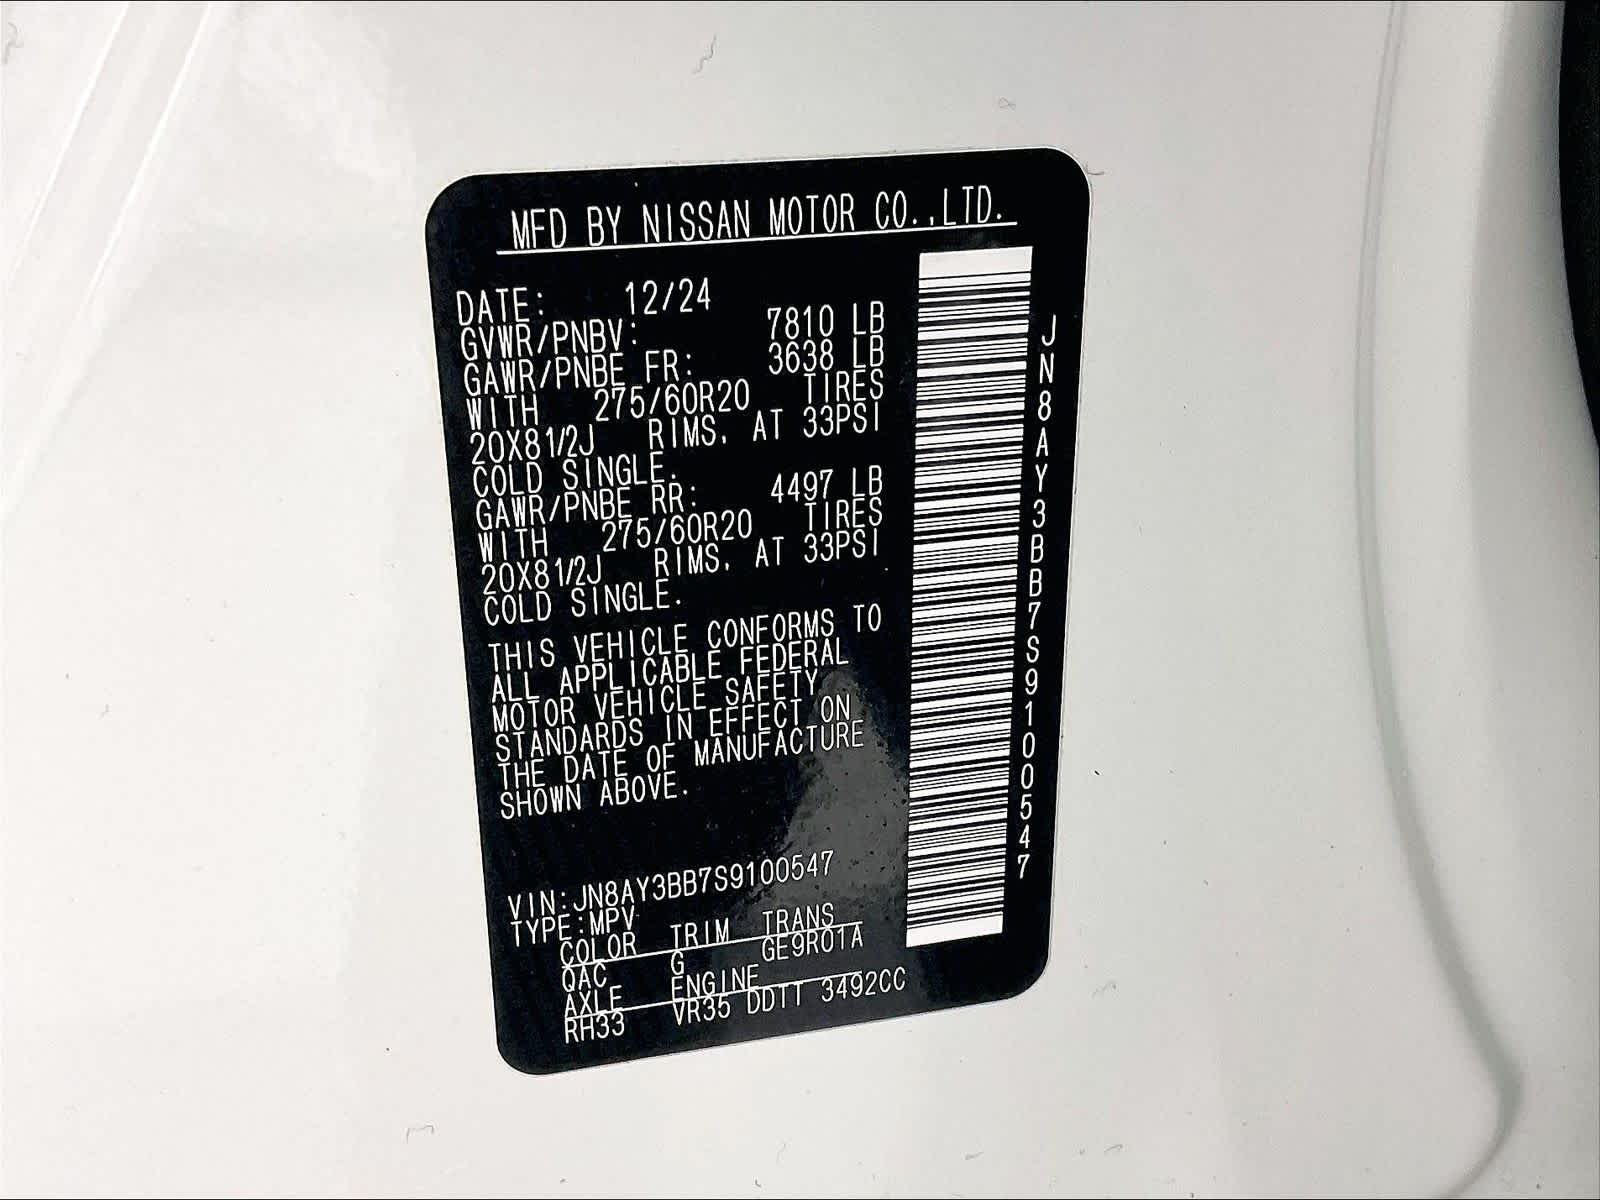 MFD BY NISSAN MOTOR CO.,LTD.
DATE: 12/24
GVWR/PNBV: 7810 LB
GAWR/PNBE FR: 3638 LB
WITH 275/60R20 TIRES
20X81/2J RIMS, AT 33PSI
COLD SINGLE.
GAWR/PNBE RR: 4497 LB
WITH 275/60R20 TIRES
20X81/2J RIMS, AT 33PSI
COLD SINGLE.
THIS VEHICLE CONFORMS TO
ALL APPLICABLE FEDERAL
MOTOR VEHICLE SAFETY
STANDARDS IN EFFECT ON
THE DATE OF MANUFACTURE
SHOWN ABOVE.
VIN:JN8AY3BB7S9100547
TYPE:MPV
COLOR TRIM TRANS
QAC G GE9R01A
AXLE ENGINE
RH33 VR35 DDTT 3492CC
JN8AY3BB7S9100547